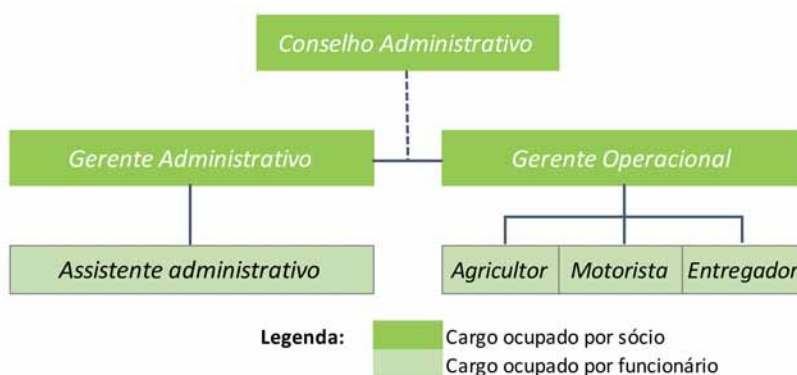 Conselho Administrativo
Gerente Administrativo
Gerente Operacional
Assistente administrativo
Agricultor
Motorista
Entregador
Legenda:
Cargo ocupado por sócio
Cargo ocupado por funcionário